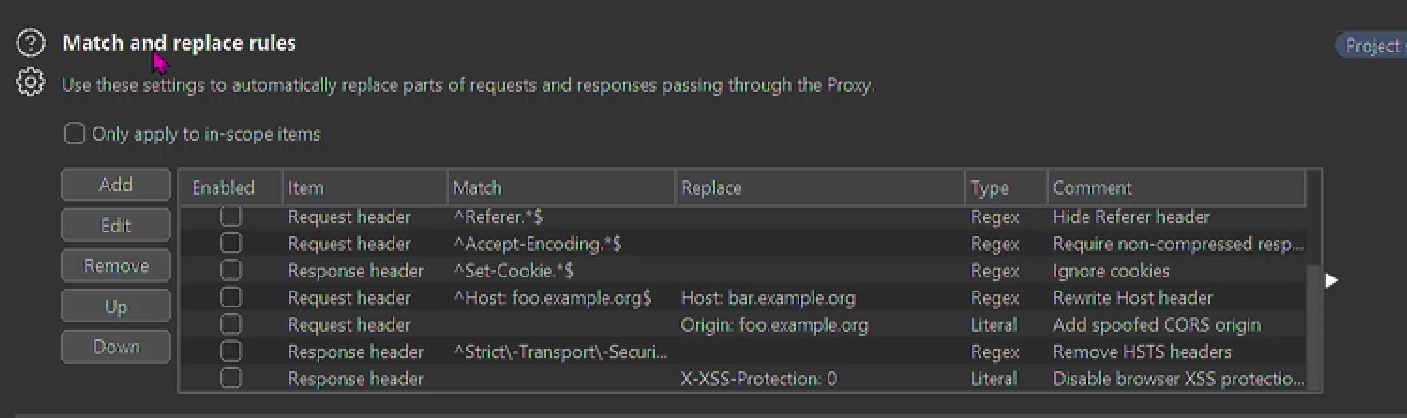 Match and replace rules
Project
Use these settings to automatically replace parts of requests and responses passing through the Proxy.
Only apply to in-scope items
Add
Edit
Remove
Up
Down
Enabled Item Match Replace Type Comment
Request header ^Referer.*$ Regex Hide Referer header
Request header ^Accept-Encoding.*$ Regex Require non-compressed resp...
Response header ^Set-Cookie.*$ Regex Ignore cookies
Request header ^Host: foo.example.org$ Host: bar.example.org Regex Rewrite Host header
Request header Origin: foo.example.org Literal Add spoofed CORS origin
Response header ^Strict\-Transport\-Securi... Regex Remove HSTS headers
Response header X-XSS-Protection: 0 Literal Disable browser XSS protectio...